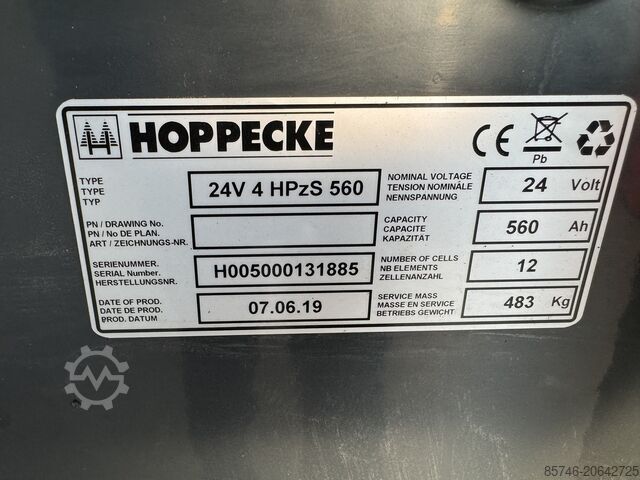 HOPPECKE
CE
Pb
TYPE
TYPE
TYP
24V 4 HPzS 560
NOMINAL VOLTAGE
TENSION NOMINÁLE
NENNSPANNUNG
24 Volt
PN / DRAWING No.
PN / No DE PLAN.
ART / ZEICHNUNGS-NR.
CAPACITY
CAPACITE
KAPAZITÄT
560 Ah
SERIENUMER.
SERIAL Number.
HERSTELLUNGSNR.
H005000131885
NUMBER OF CELLS
NB ELEMENTS
ZELLENANZAHL
12
DATE OF PROD.
DATE DE PROD.
PROD. DATUM
07.06.19
SERVICE MASS
MASSE EN SERVICE
BETRIEBS GEWICHT
483 Kg
85746-20642725